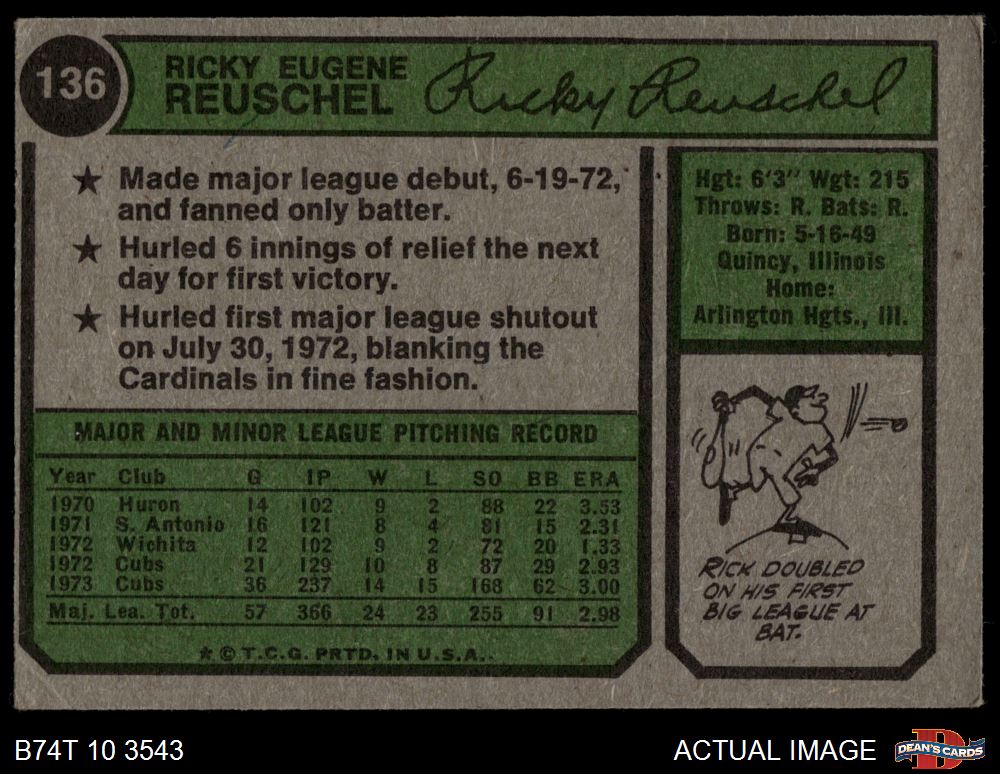 136
RICKY EUGENE
REUSCHEL
Ricky Reuschel
★ Made major league debut, 6-19-72,
and fanned only batter.
★ Hurled 6 innings of relief the next
day for first victory.
★ Hurled first major league shutout
on July 30, 1972, blanking the
Cardinals in fine fashion.
Hgt: 6'3" Wgt: 215
Throws: R. Bats: R.
Born: 5-16-49
Quincy, Illinois
Home:
Arlington Hgts., Ill.
MAJOR AND MINOR LEAGUE PITCHING RECORD
Year Club G IP W L SO BB ERA
1970 Huron 14 102 9 2 88 22 3.53
1971 S. Antonio 16 121 8 4 81 15 2.31
1972 Wichita 12 102 9 2 72 20 1.33
1972 Cubs 21 129 10 8 87 29 2.93
1973 Cubs 36 237 14 15 168 62 3.00
Maj. Lea. Tot. 57 366 24 23 255 91 2.98
★ © T.C.G. PRTD. IN U.S.A.
RICK DOUBLED
ON HIS FIRST
BIG LEAGUE AT
BAT.
B74T 10 3543
ACTUAL IMAGE
DEAN'S CARDS